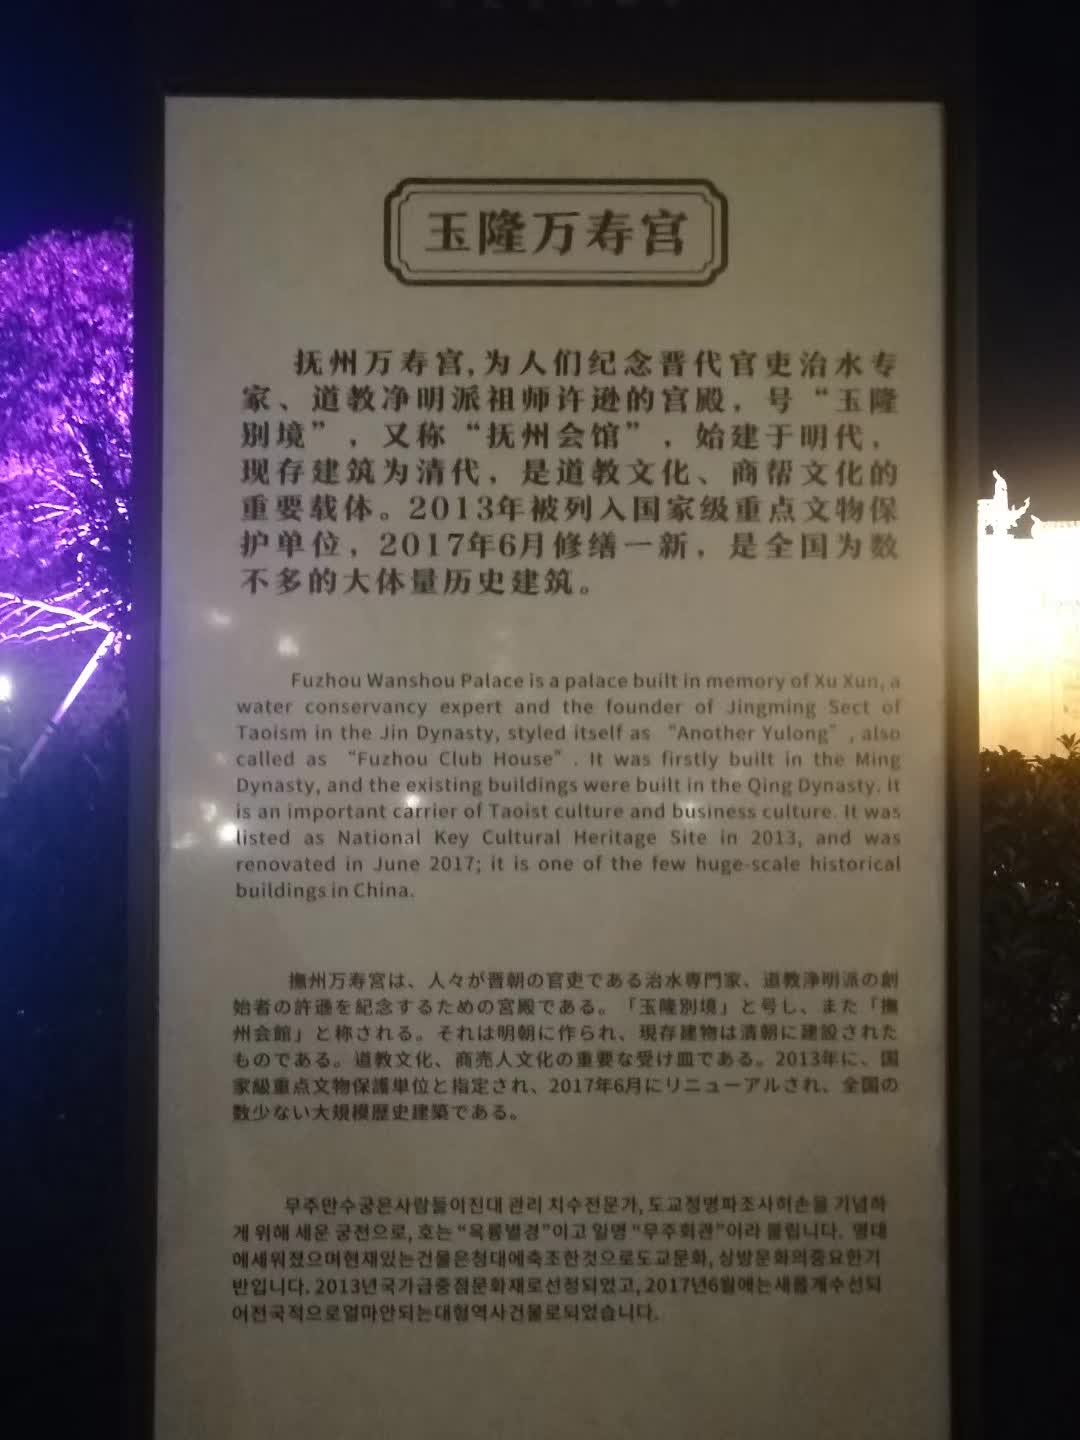 玉隆万寿宫
抚州万寿宫,为人们纪念晋代官吏治水专
家、道教净明派祖师许逊的宫殿，号“玉隆
别境”，又称“抚州会馆”，始建于明代，
现存建筑为清代，是道教文化、商帮文化的
重要载体。2013年被列入国家级重点文物保
护单位，2017年6月修缮一新，是全国为数
不多的大体量历史建筑。
Fuzhou Wanshou Palace is a palace built in memory of Xu Xun, a
water conservancy expert and the founder of Jingming Sect of
Taoism in the Jin Dynasty, styled itself as “Another Yulong”, also
called as “Fuzhou Club House”. It was firstly built in the Ming
Dynasty, and the existing buildings were built in the Qing Dynasty. It
is an important carrier of Taoist culture and business culture. It was
listed as National Key Cultural Heritage Site in 2013, and was
renovated in June 2017; it is one of the few huge-scale historical
buildings in China.
撫州万寿宮は、人々が晋朝の官吏である治水専門家、道教浄明派の創
始者の許遜を紀念するための宮殿である。「玉隆別境」と号し、また「撫
州会館」と称される。それは明朝に作られ、現存建物は清朝に建設された
ものである。道教文化、商売人文化の重要な受け皿である。2013年に、国
家級重点文物保護単位と指定され、2017年6月にリニューアルされ、全国の
数少ない大規模歴史建築である。
무주만수궁은사람들이진대 관리 치수전문가, 도교정명파조사허손을 기념하
게 위해 세운 궁전으로, 호는 “옥륭별경”이고 일명 “무주회관”이라 불립니다. 명대
에세워졌으며현재있는건물은청대에축조한것으로도교문화, 상방문화의중요한기
반입니다. 2013년국가급중점문화재로선정되었고, 2017년6월에는새롭게수선되
어전국적으로얼마안되는대형역사건물로되었습니다.